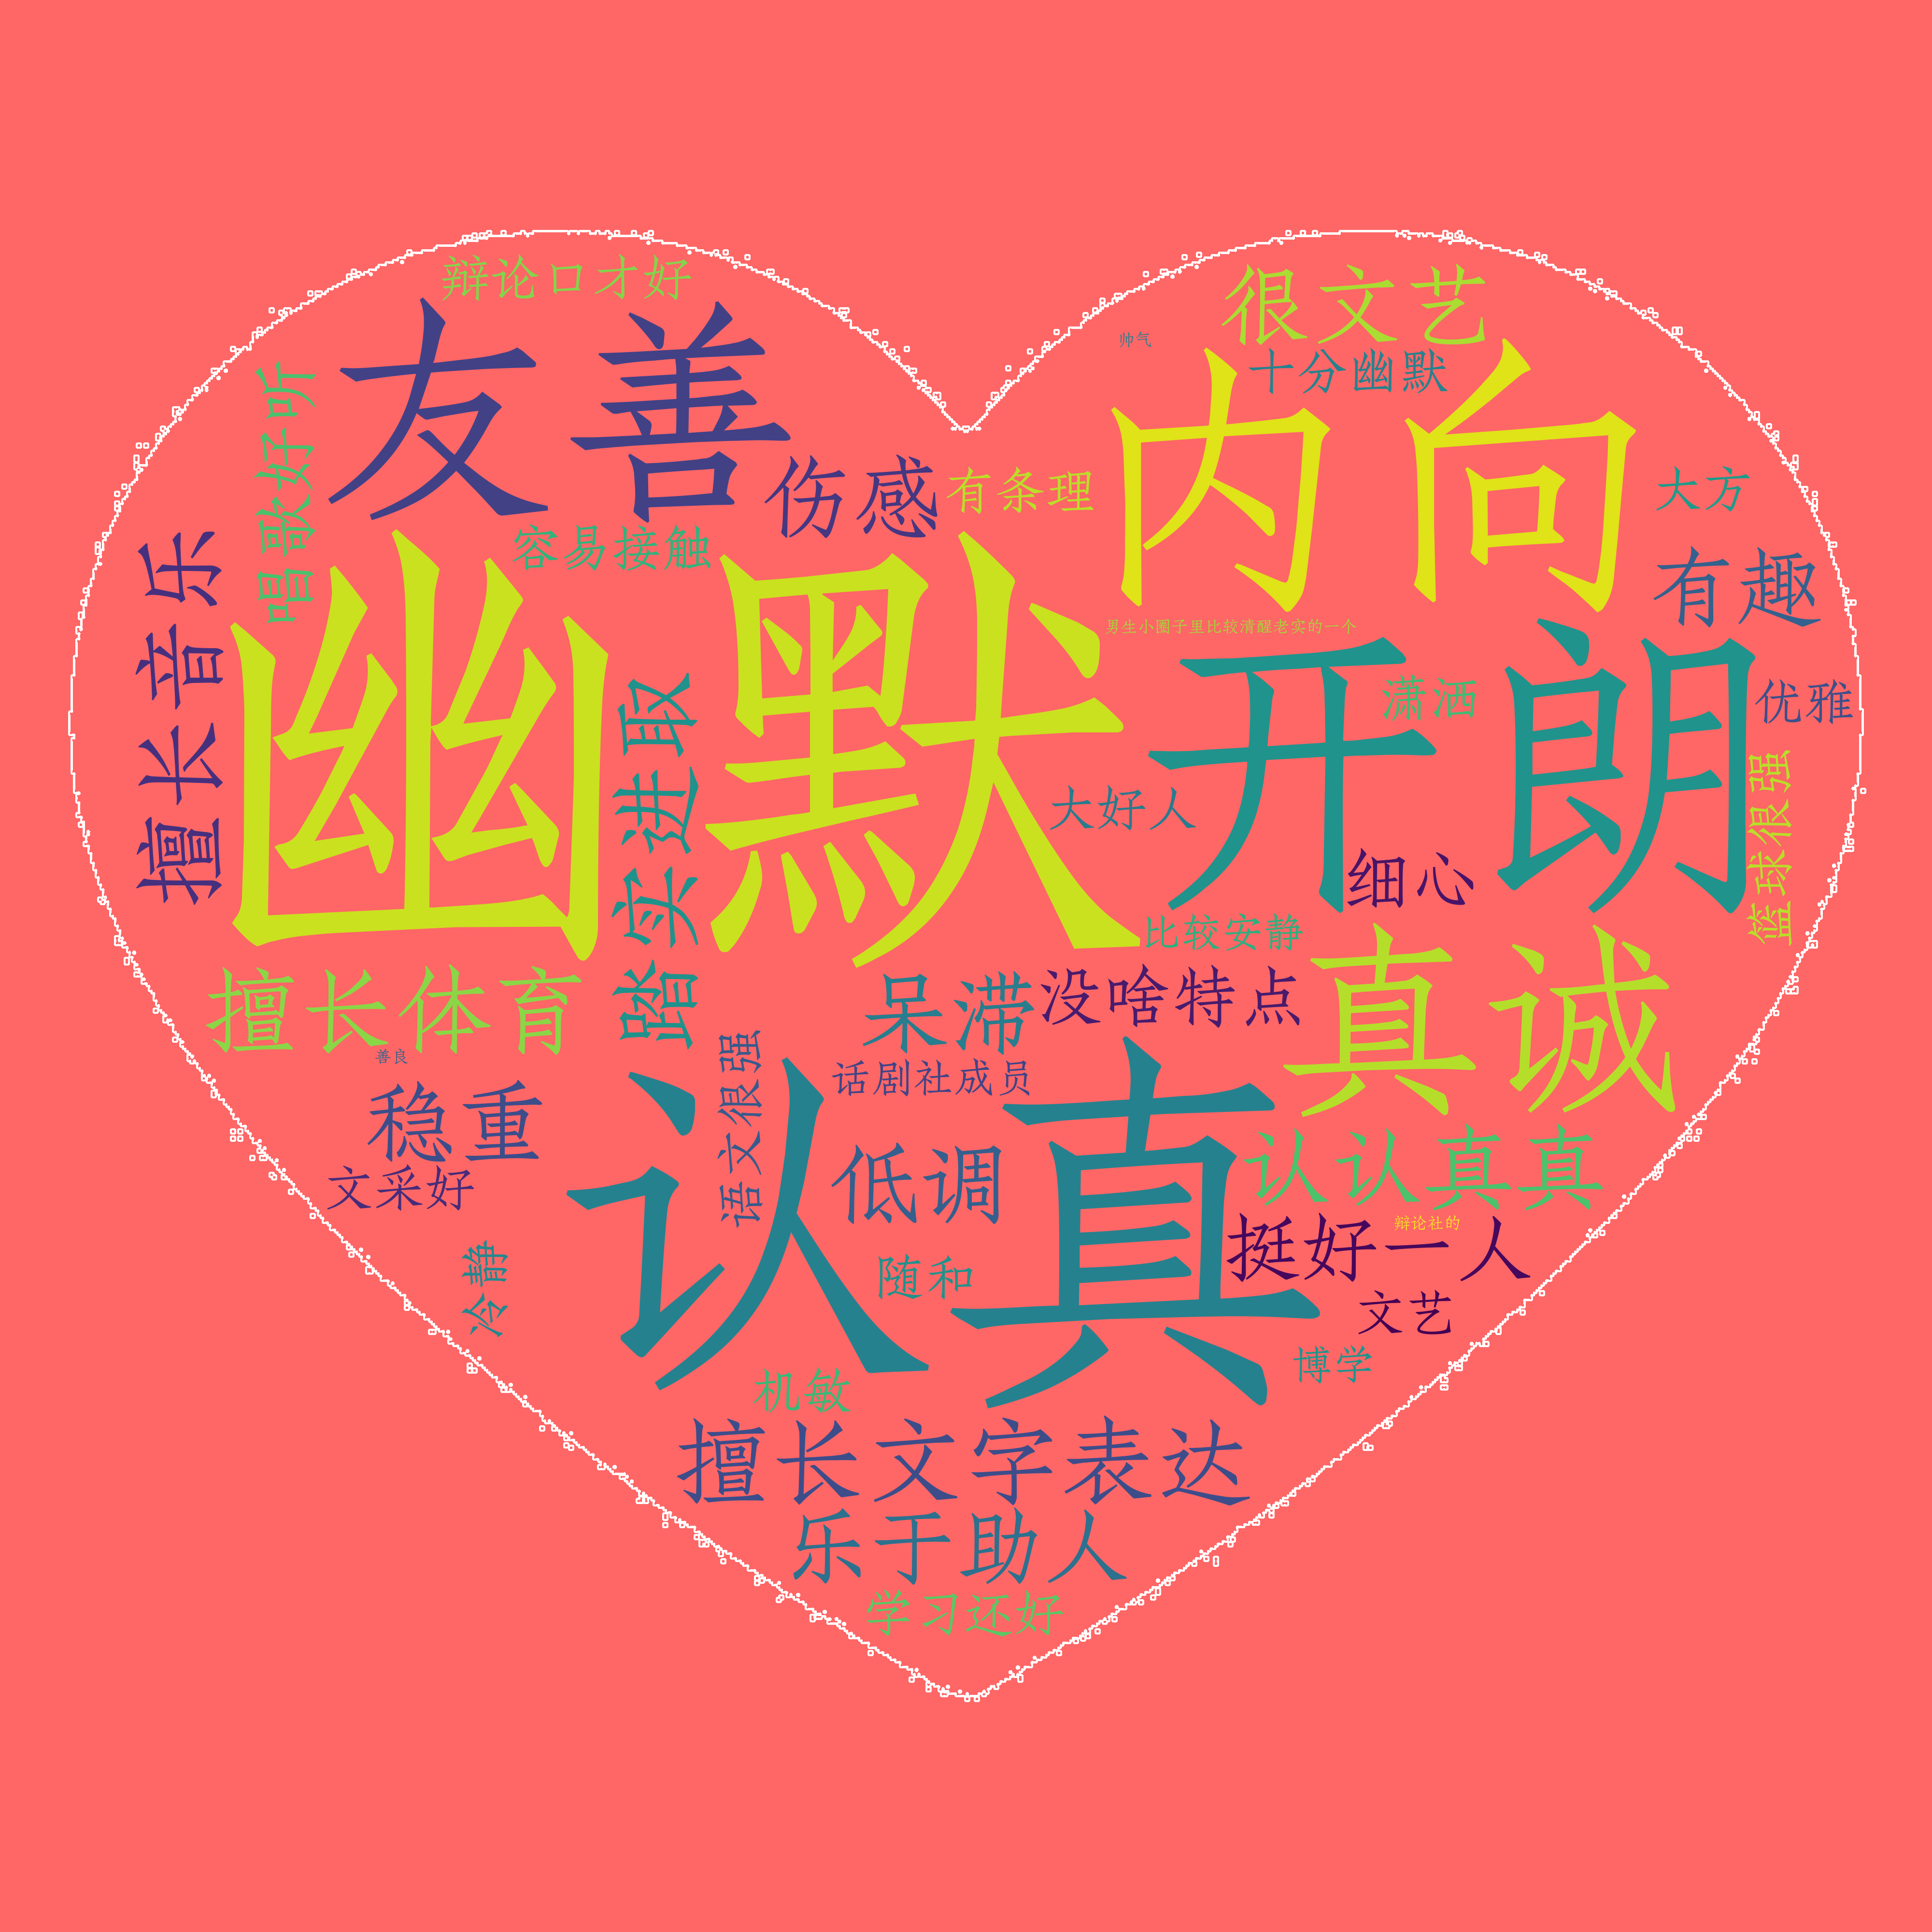 辩论口才好
很文艺
帅气
十分幽默
友善
内向
唱歌好听
伤感
有条理
大方
容易接触
有趣
擅长音乐
幽默
男生小圈子里比较清醒老实的一个
开朗
潇洒
优雅
踏实进取
大好人
篮球很强
细心
比较安静
擅长体育
呆滞
没啥特点
真诚
善良
语文很强
话剧社成员
认真
稳重
文采好
低调
认认真真
辩论社的
挺好一人
冷静
随和
文艺
博学
机敏
擅长文字表达
乐于助人
学习还好